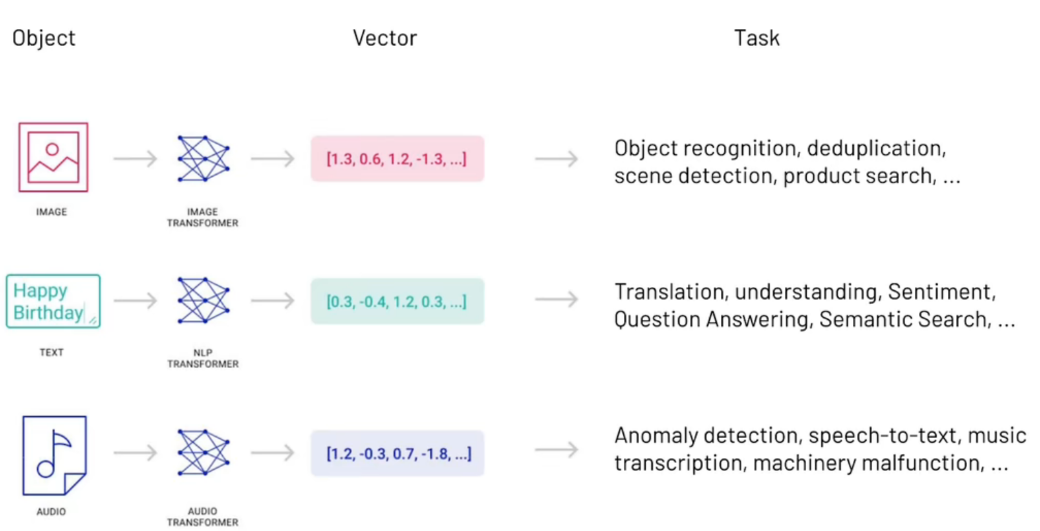 Object
Vector
Task
[1.3, 0.6, 1.2, -1.3, ...]
Object recognition, deduplication,
scene detection, product search, ...
IMAGE
IMAGE
TRANSFORMER
Happy
Birthday
[0.3, -0.4, 1.2, 0.3, ...]
Translation, understanding, Sentiment,
Question Answering, Semantic Search, ...
TEXT
NLP
TRANSFORMER
[1.2, -0.3, 0.7, -1.8, ...]
Anomaly detection, speech-to-text, music
transcription, machinery malfunction, ...
AUDIO
AUDIO
TRANSFORMER